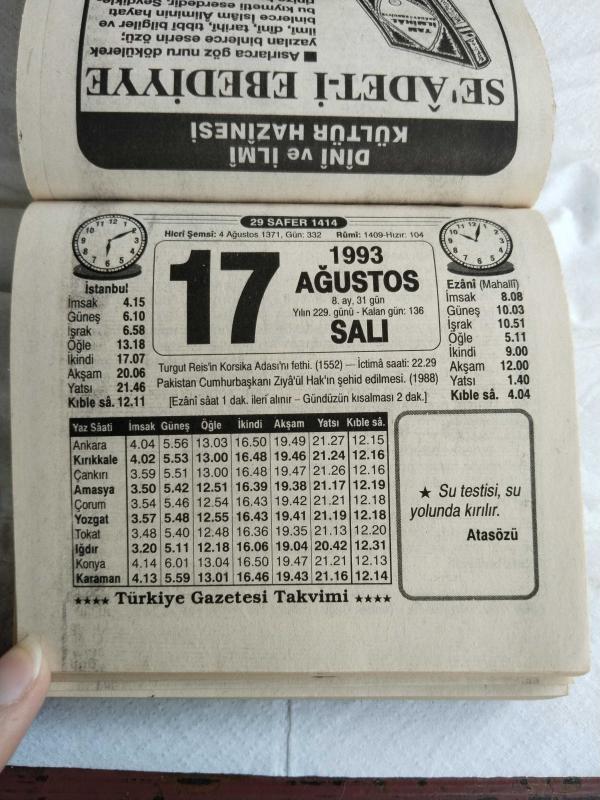 DİNÎ ve İLMÎ
KÜLTÜR HAZİNESİ
SE'ÂDET-İ EBEDİYYE
■ Asırlarca göz nuru dökülerek
yazılan binlerce eserin özü;
ilmî, dinî, tarihî, tıbbî bilgiler ve
binlerce İslâm Âliminin hayatı
kıymetli eserdedir.
TAM
İLMİHAL
29 SAFER 1414
Hicrî Şemsî: 4 Ağustos 1371, Gün: 332 Rûmî: 1409-Hızır: 104
17
1993
AĞUSTOS
8. ay, 31 gün
Yılın 229. günü - Kalan gün: 136
SALI
İstanbul
İmsak 4.15
Güneş 6.10
İşrak 6.58
Öğle 13.18
İkindi 17.07
Akşam 20.06
Yatsı 21.46
Kıble sâ. 12.11
Ezânî (Mahallî)
İmsak 8.08
Güneş 10.03
İşrak 10.51
Öğle 5.11
İkindi 9.00
Akşam 12.00
Yatsı 1.40
Kıble sâ. 4.04
Turgut Reis'in Korsika Adası'nı fethi. (1552) — İctimâ saati: 22.29
Pakistan Cumhurbaşkanı Zıyâ'ül Hak'ın şehid edilmesi. (1988)
[Ezânî sâat 1 dak. ileri alınır – Gündüzün kısalması 2 dak.]
Yaz Sâati İmsak Güneş Öğle İkindi Akşam Yatsı Kıble sâ.
Ankara 4.04 5.56 13.03 16.50 19.49 21.27 12.15
Kırıkkale 4.02 5.53 13.00 16.48 19.46 21.24 12.16
Çankırı 3.59 5.51 13.00 16.48 19.47 21.26 12.16
Amasya 3.50 5.42 12.51 16.39 19.38 21.17 12.19
Çorum 3.54 5.46 12.54 16.43 19.42 21.21 12.18
Yozgat 3.57 5.48 12.55 16.43 19.41 21.19 12.18
Tokat 3.48 5.40 12.48 16.36 19.35 21.13 12.20
Iğdır 3.20 5.11 12.18 16.06 19.04 20.42 12.31
Konya 4.14 6.01 13.04 16.50 19.47 21.21 12.13
Karaman 4.13 5.59 13.01 16.46 19.43 21.16 12.14
★ Su testisi, su
yolunda kırılır.
Atasözü
★★★★ Türkiye Gazetesi Takvimi ★★★★